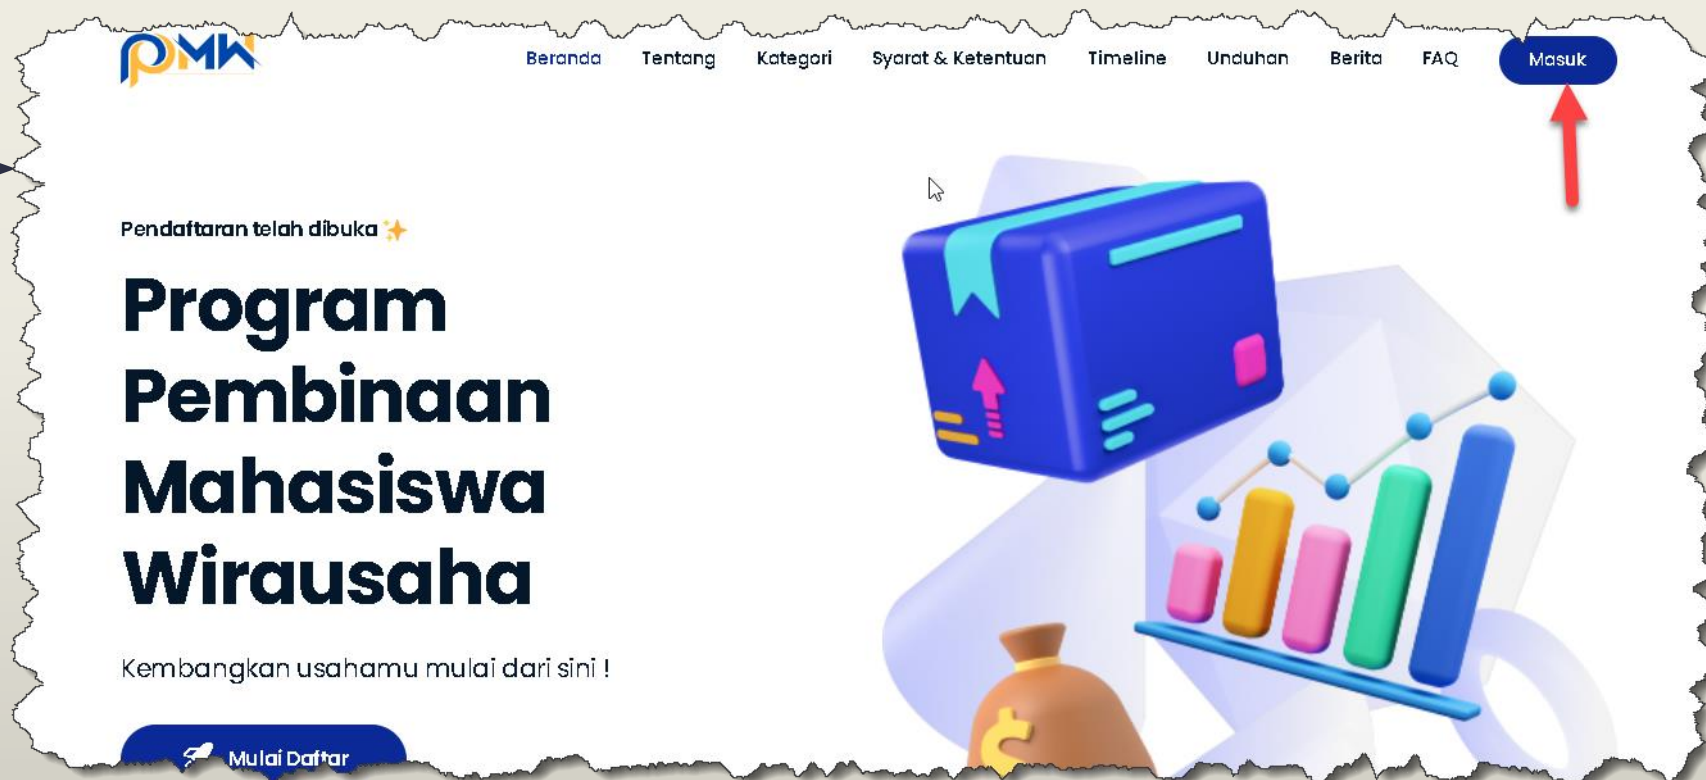 PMW
Beranda Tentang Kategori Syarat & Ketentuan Timeline Unduhan Berita FAQ Masuk
Pendaftaran telah dibuka ✨
Program
Pembinaan
Mahasiswa
Wirausaha
Kembangkan usahamu mulai dari sini !
Mulai Daftar
$